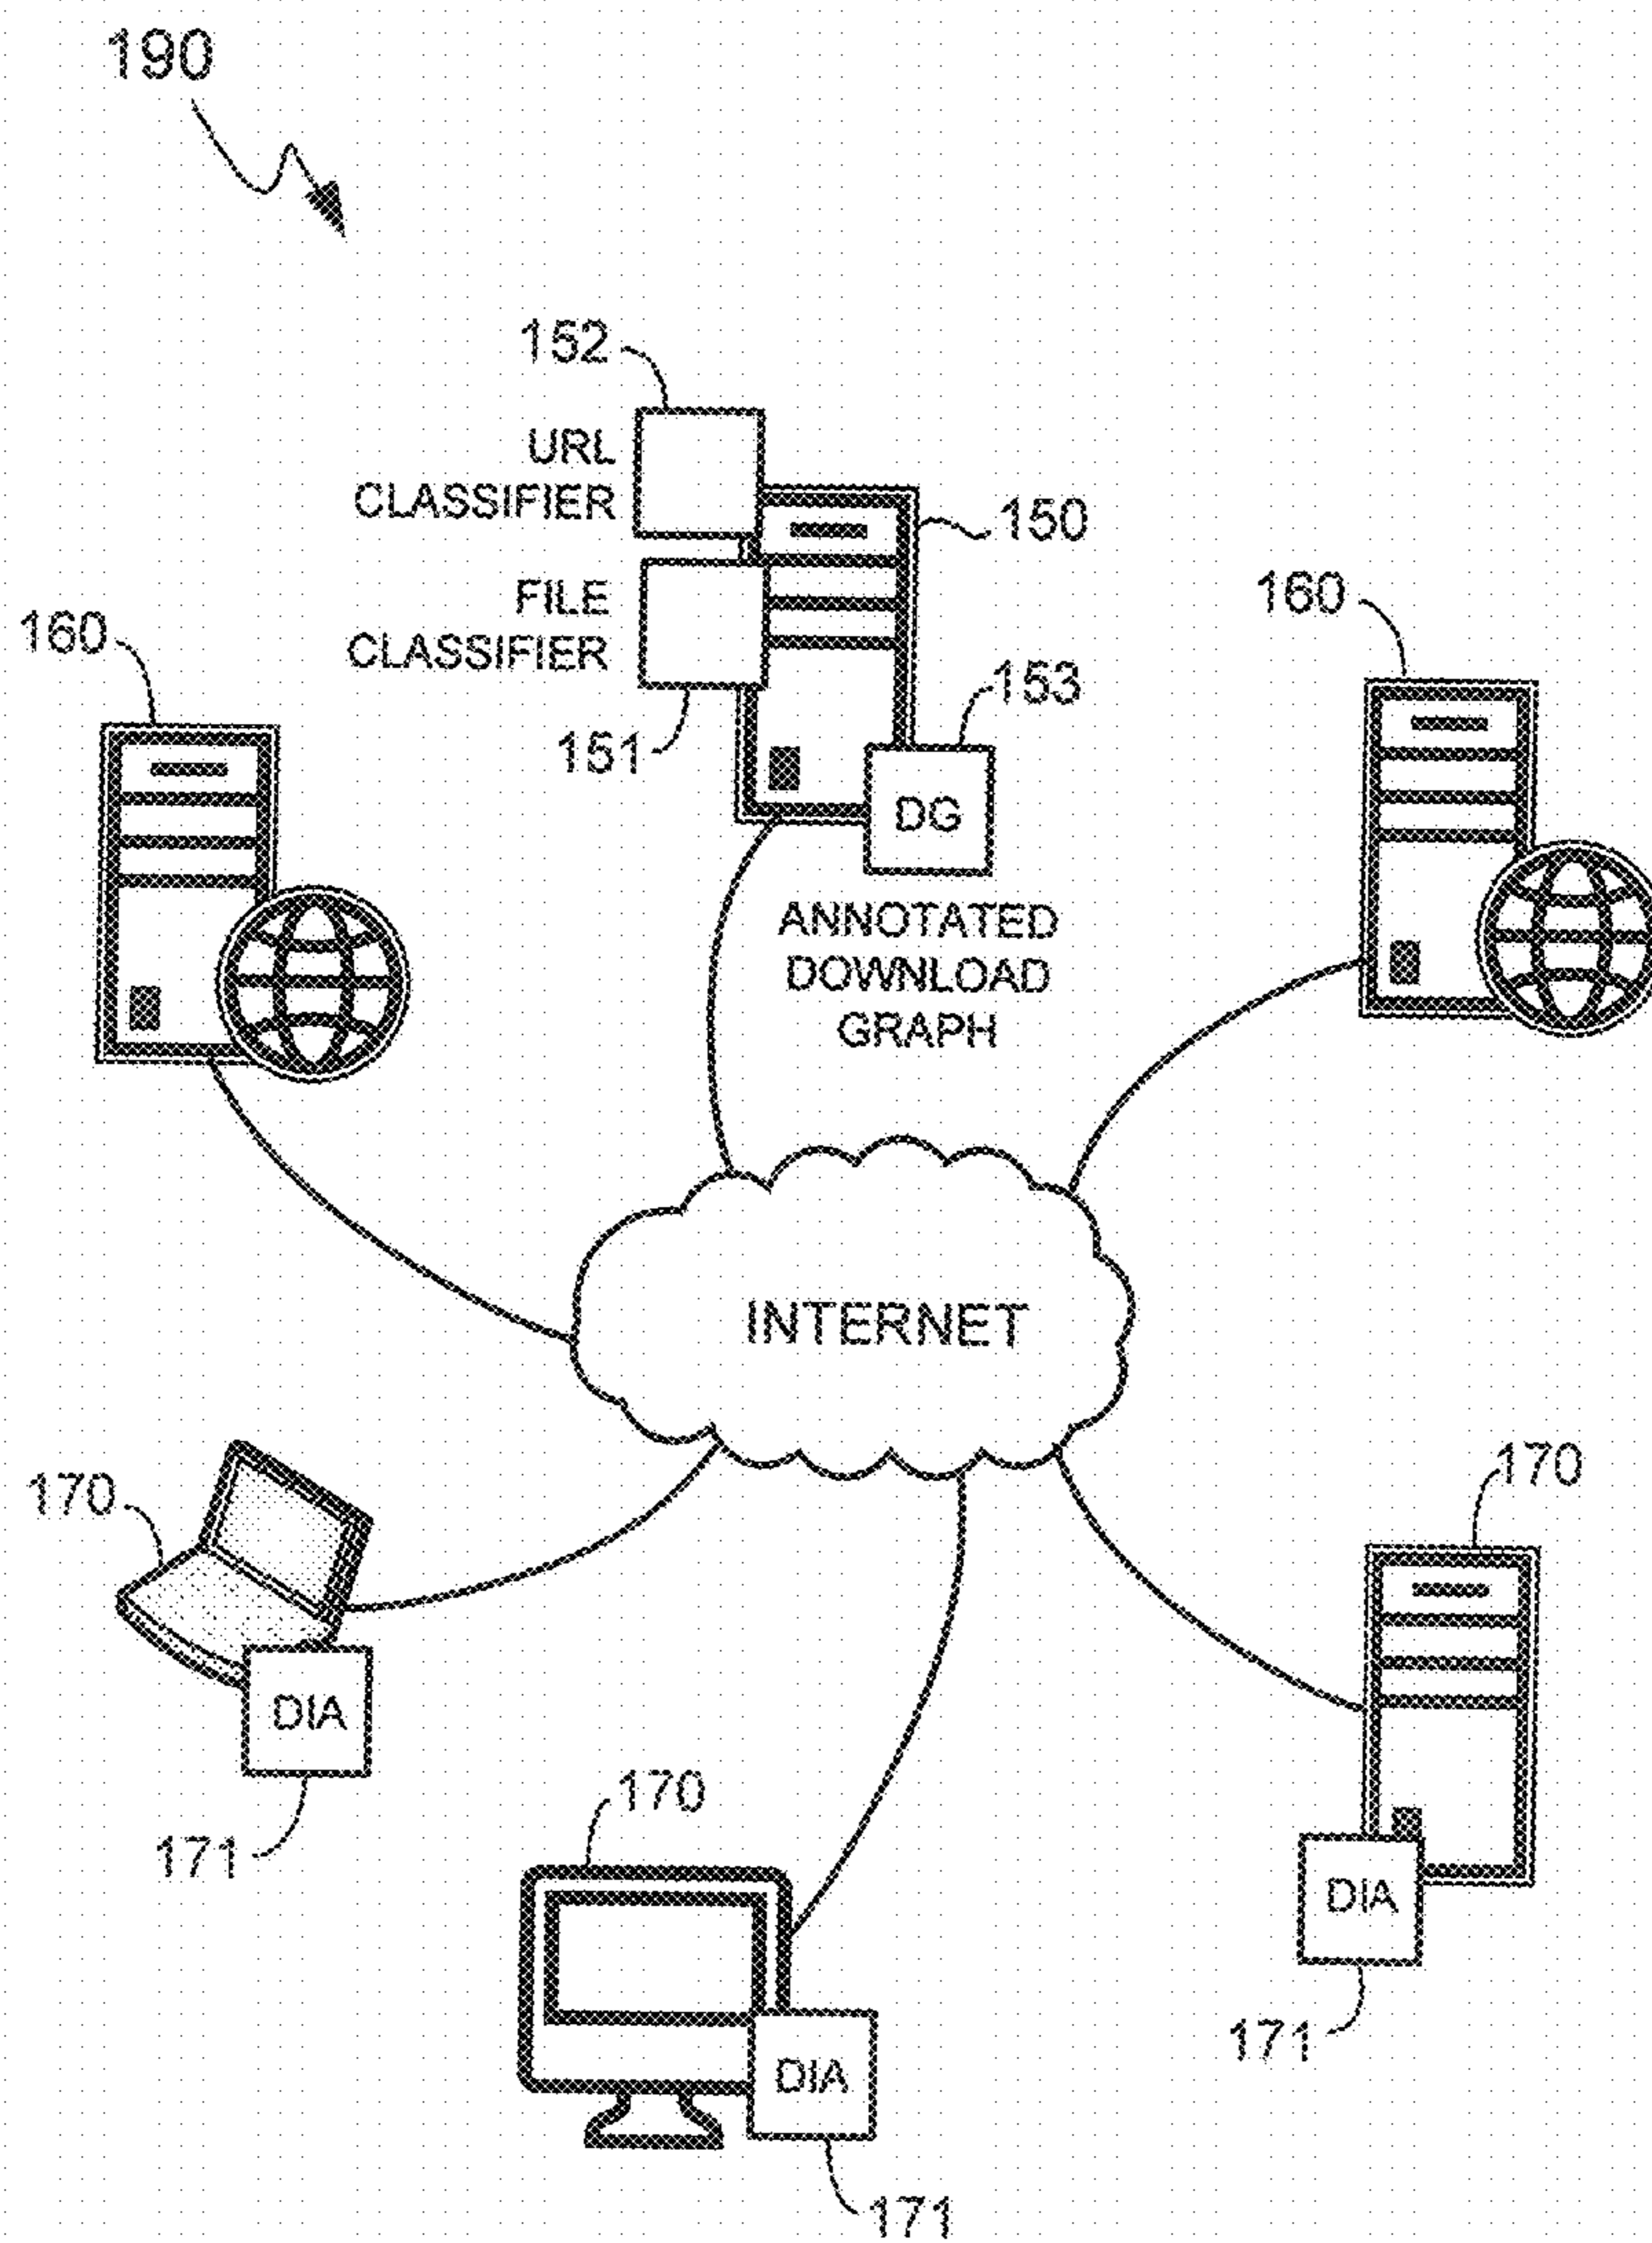 190
152
URL
CLASSIFIER
150
FILE
CLASSIFIER
160
160
151
153
DG
ANNOTATED
DOWNLOAD
GRAPH
INTERNET
170
170
DIA
171
170
DIA
171
DIA
171